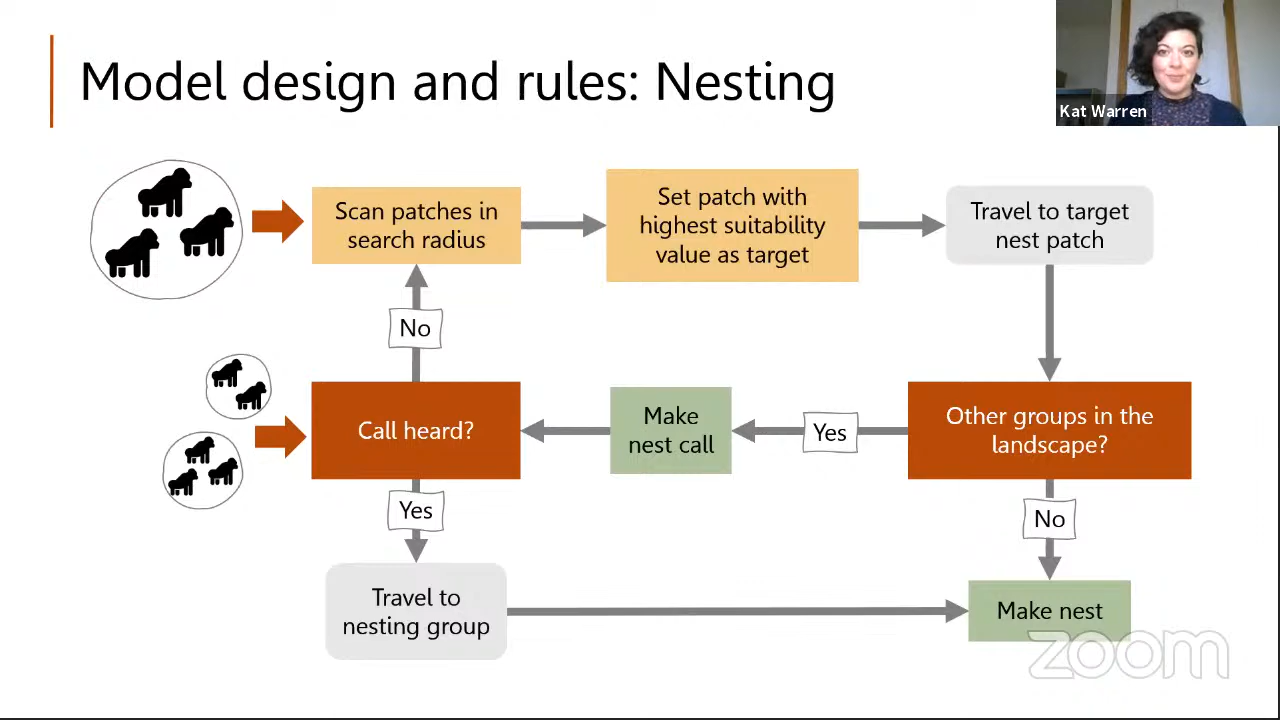 Model design and rules: Nesting
Kat Warren
Scan patches in
search radius
Set patch with
highest suitability
value as target
Travel to target
nest patch
No
Call heard?
Make
nest call
Yes
Other groups in the
landscape?
Yes
No
Travel to
nesting group
Make nest
zoom